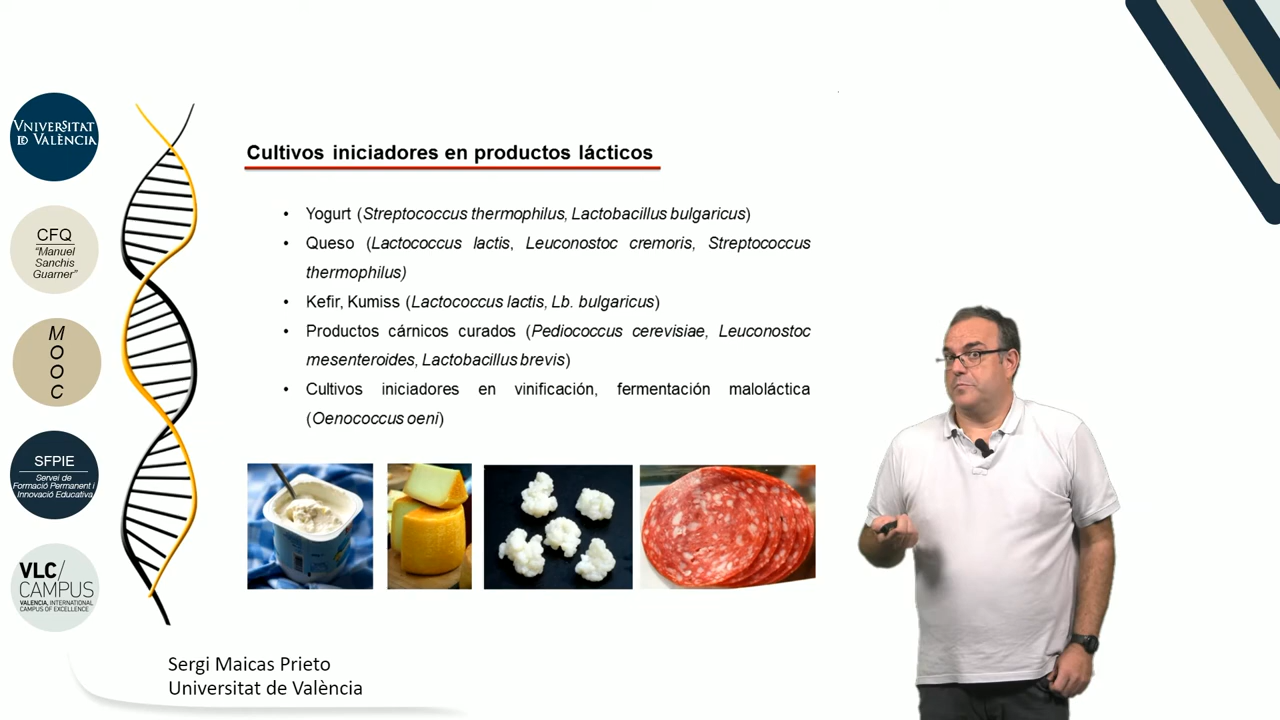 VNIVERSITAT
ID VALÈNCIA
CFQ
“Manuel
Sanchis
Guarner”
M
O
O
C
SFPIE
Servei de
Formació Permanent i
Innovació Educativa
VLC/
CAMPUS
VALENCIA, INTERNATIONAL
CAMPUS OF EXCELLENCE
Cultivos iniciadores en productos lácticos
• Yogurt (Streptococcus thermophilus, Lactobacillus bulgaricus)
• Queso (Lactococcus lactis, Leuconostoc cremoris, Streptococcus
thermophilus)
• Kefir, Kumiss (Lactococcus lactis, Lb. bulgaricus)
• Productos cárnicos curados (Pediococcus cerevisiae, Leuconostoc
mesenteroides, Lactobacillus brevis)
• Cultivos iniciadores en vinificación, fermentación maloláctica
(Oenococcus oeni)
Sergi Maicas Prieto
Universitat de València